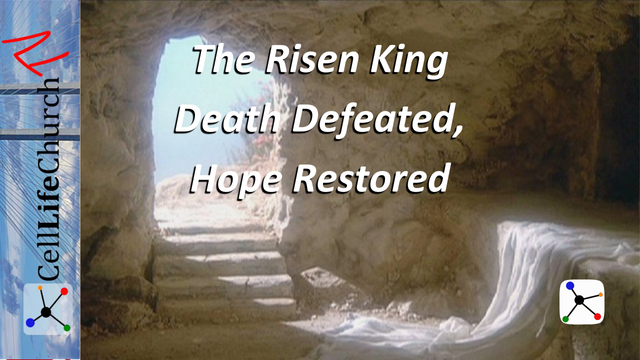 The Risen King
Death Defeated,
Hope Restored
CellLifeChurch